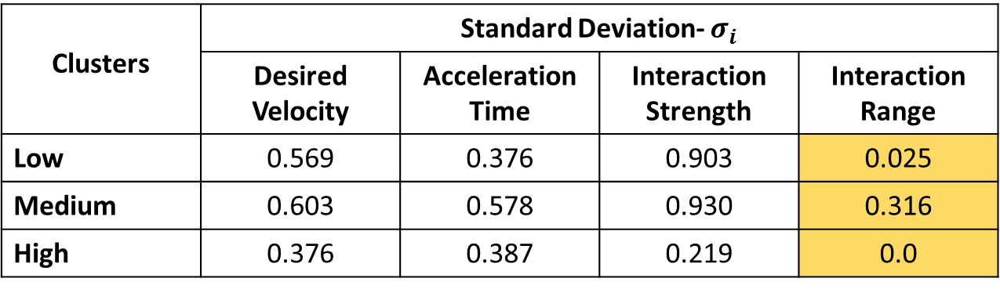 Clusters
Standard Deviation- σᵢ
Desired
Velocity
Acceleration
Time
Interaction
Strength
Interaction
Range
Low 0.569 0.376 0.903 0.025
Medium 0.603 0.578 0.930 0.316
High 0.376 0.387 0.219 0.0